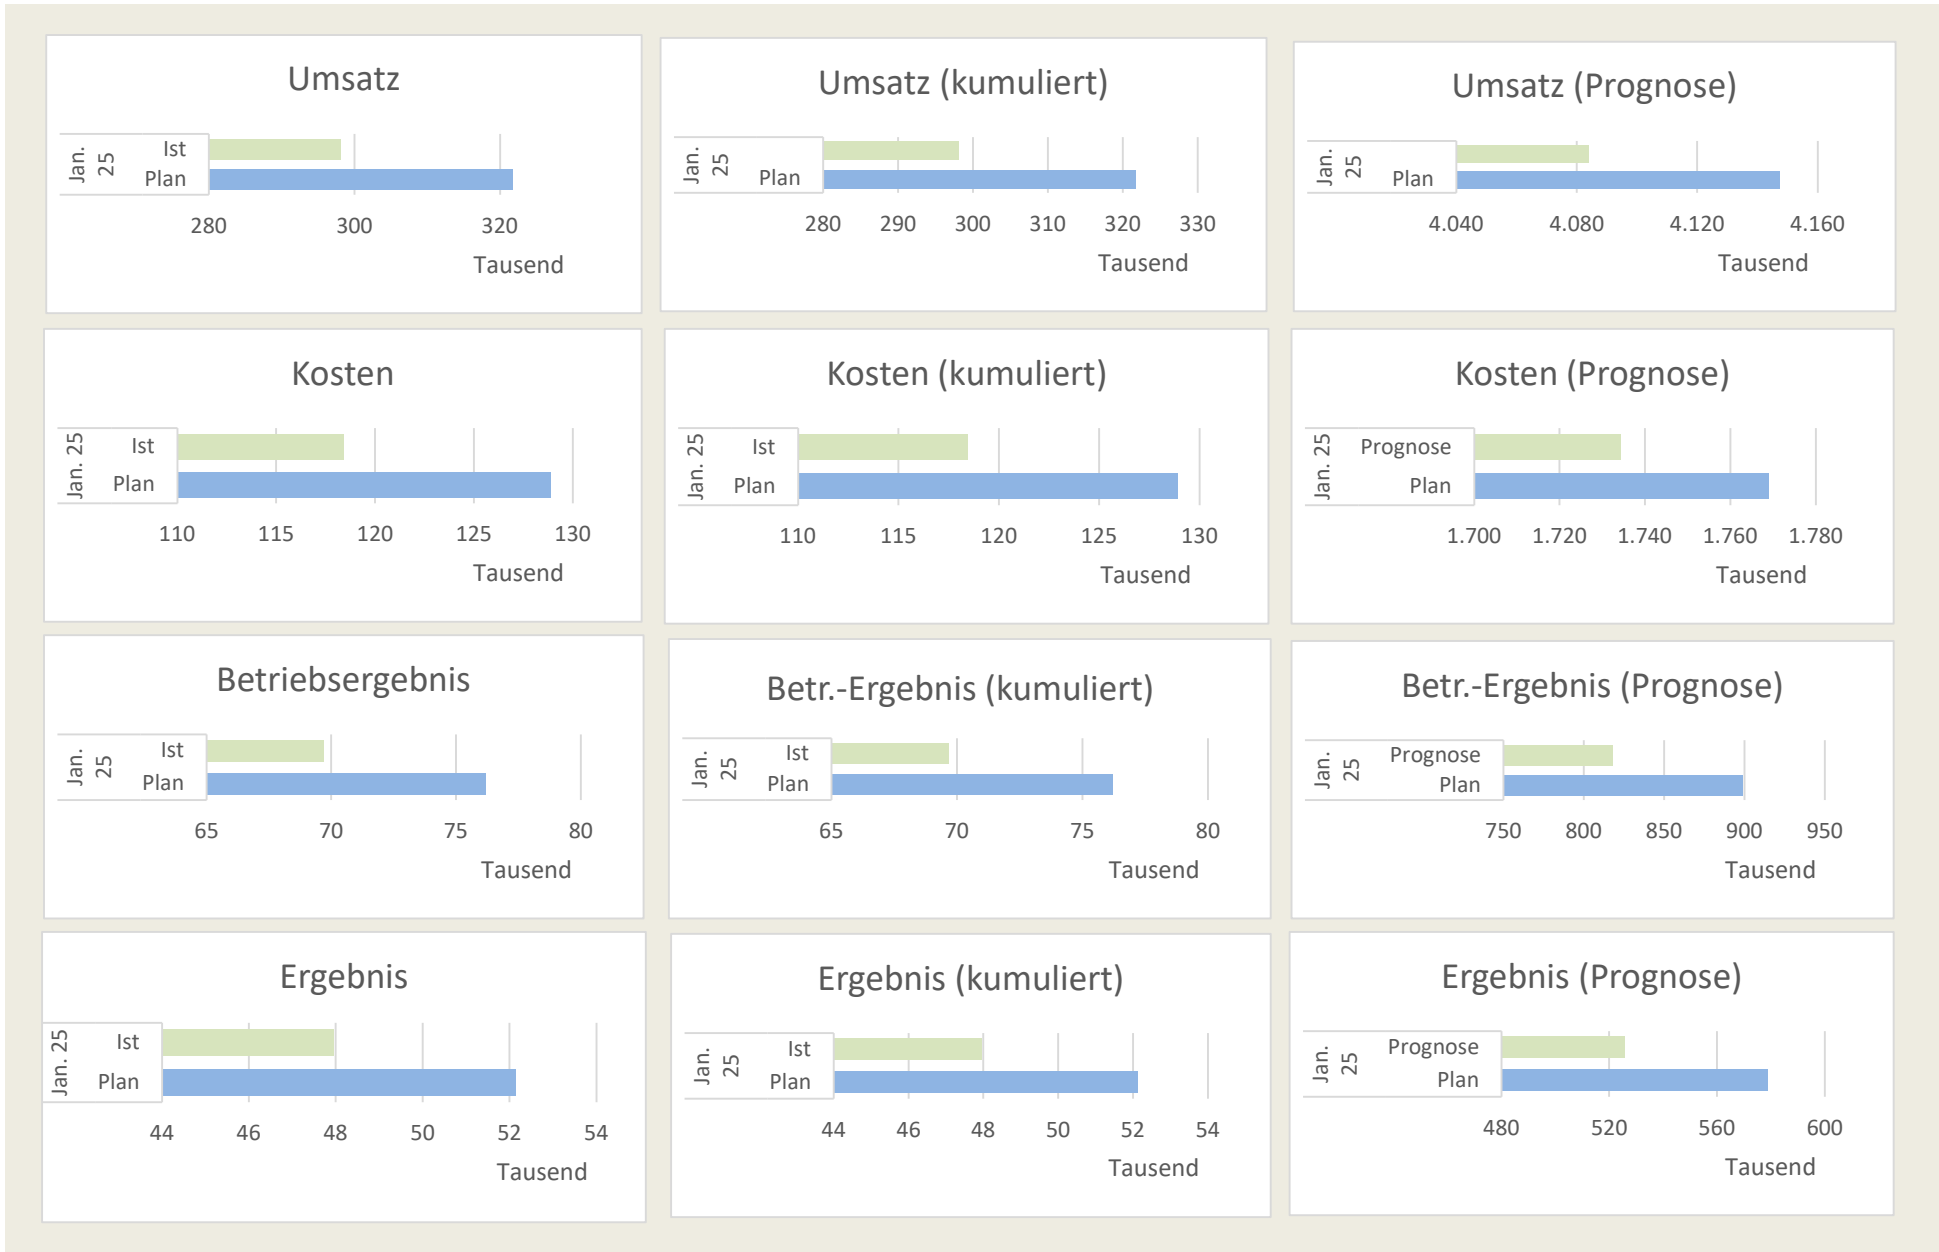 Umsatz
Jan. 25
Ist
Plan
280 300 320
Tausend
Umsatz (kumuliert)
Jan. 25
Plan
280 290 300 310 320 330
Tausend
Umsatz (Prognose)
Jan. 25
Plan
4.040 4.080 4.120 4.160
Tausend
Kosten
Jan. 25
Ist
Plan
110 115 120 125 130
Tausend
Kosten (kumuliert)
Jan. 25
Ist
Plan
110 115 120 125 130
Tausend
Kosten (Prognose)
Jan. 25
Prognose
Plan
1.700 1.720 1.740 1.760 1.780
Tausend
Betriebsergebnis
Jan. 25
Ist
Plan
65 70 75 80
Tausend
Betr.-Ergebnis (kumuliert)
Jan. 25
Ist
Plan
65 70 75 80
Tausend
Betr.-Ergebnis (Prognose)
Jan. 25
Prognose
Plan
750 800 850 900 950
Tausend
Ergebnis
Jan. 25
Ist
Plan
44 46 48 50 52 54
Tausend
Ergebnis (kumuliert)
Jan. 25
Ist
Plan
44 46 48 50 52 54
Tausend
Ergebnis (Prognose)
Jan. 25
Prognose
Plan
480 520 560 600
Tausend